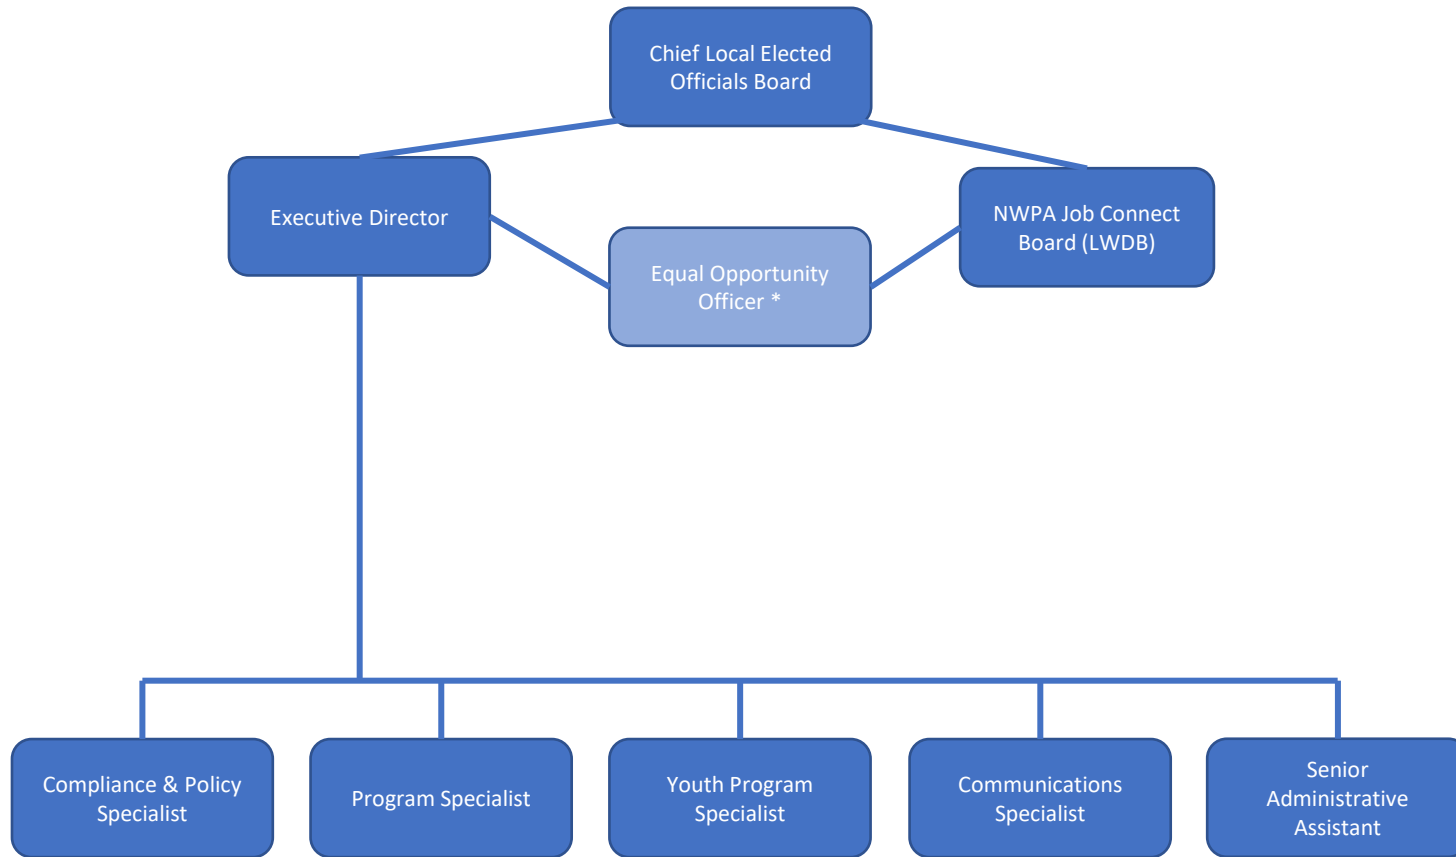 Chief Local Elected
Officials Board
Executive Director
NWPA Job Connect
Board (LWDB)
Equal Opportunity
Officer *
Compliance & Policy
Specialist
Program Specialist
Youth Program
Specialist
Communications
Specialist
Senior
Administrative
Assistant